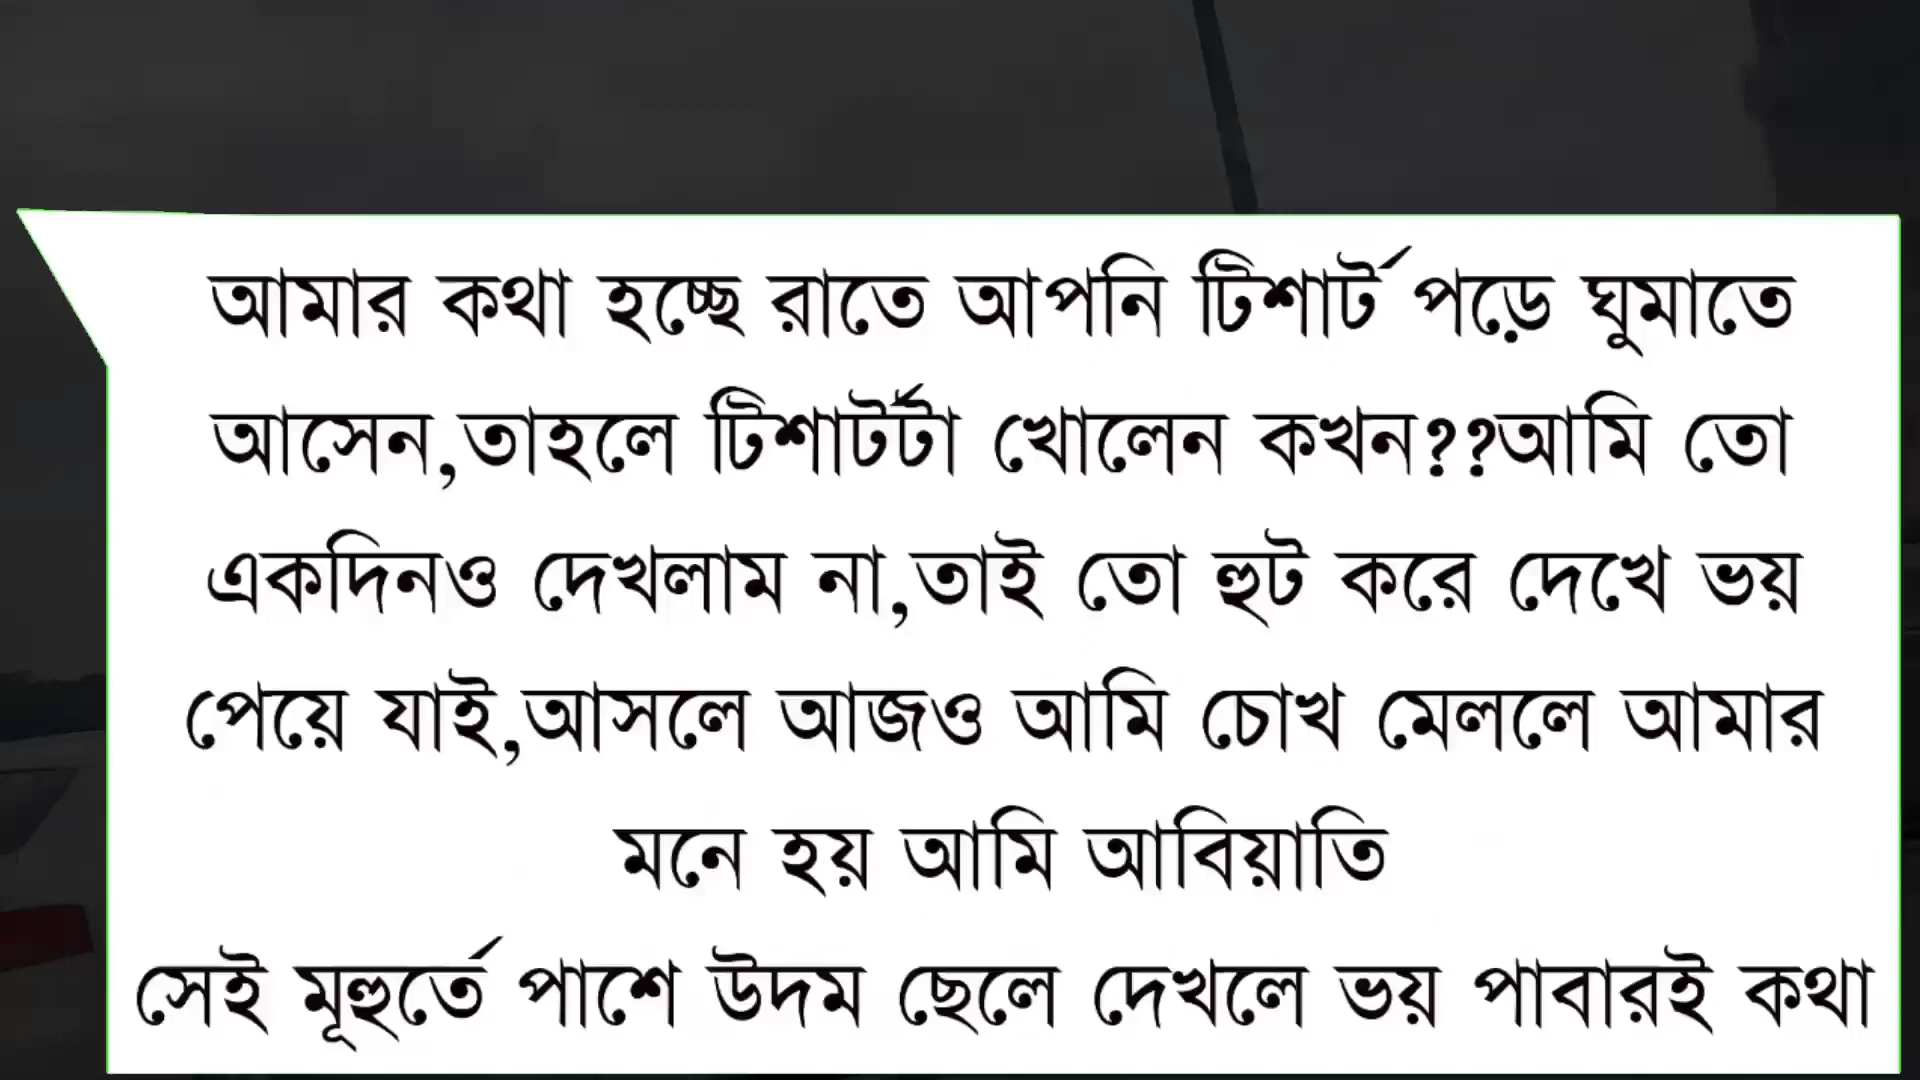 আমার কথা হচ্ছে রাতে আপনি টিশার্ট পড়ে ঘুমাতে
আসেন,তাহলে টিশাটর্টা খোলেন কখন??আমি তো
একদিনও দেখলাম না,তাই তো হুট করে দেখে ভয়
পেয়ে যাই,আসলে আজও আমি চোখ মেললে আমার
মনে হয় আমি আবিয়াতি
সেই মূহুর্তে পাশে উদম ছেলে দেখলে ভয় পাবারই কথা